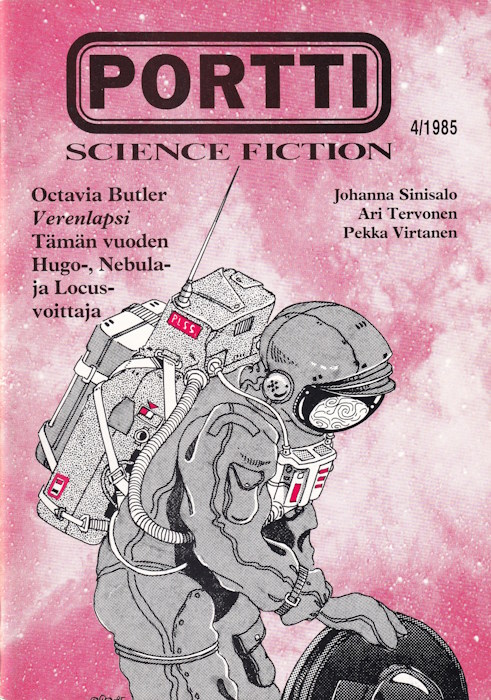 PORTTI
4/1985
SCIENCE FICTION
Octavia Butler
Verenlapsi
Tämän vuoden
Hugo-, Nebula-
ja Locus-
voittaja
Johanna Sinisalo
Ari Tervonen
Pekka Virtanen
PLSS